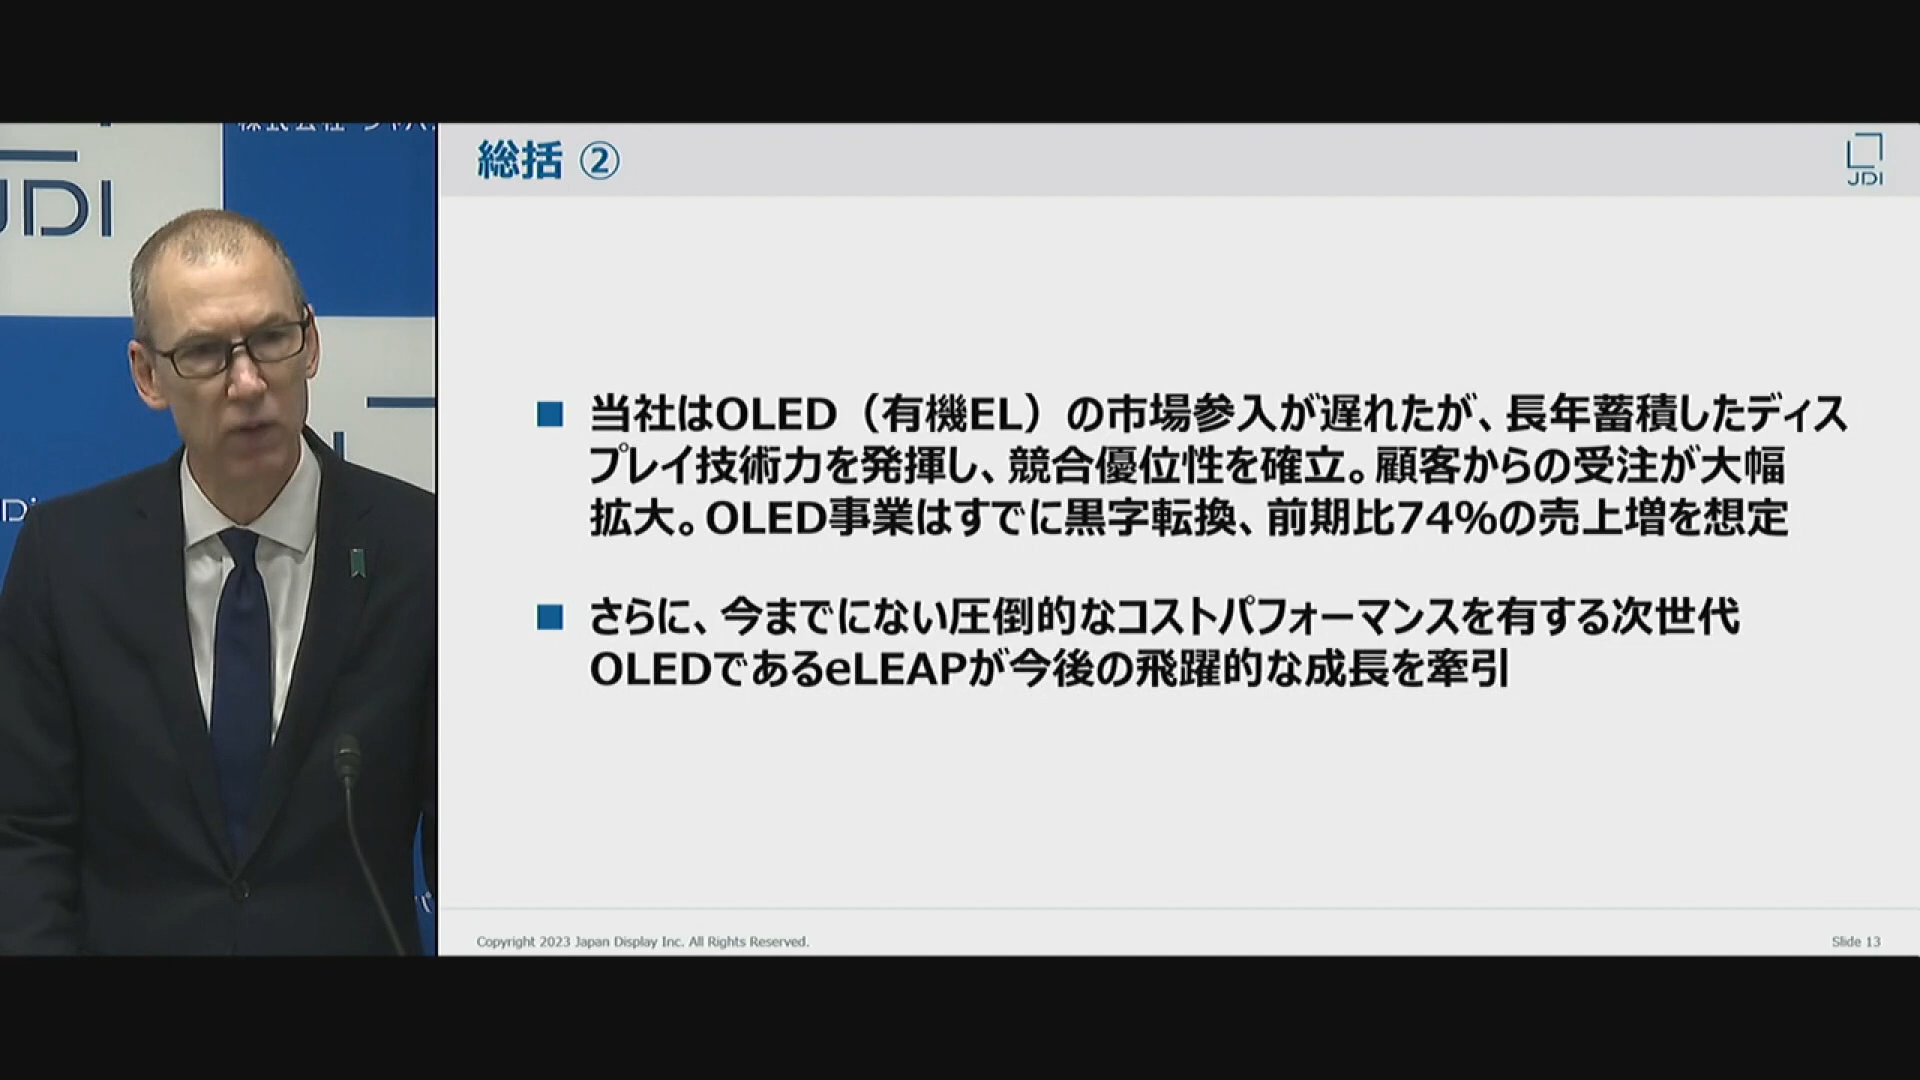 総括 ②
JDI
JDI
当社はOLED（有機EL）の市場参入が遅れたが、長年蓄積したディス
プレイ技術力を発揮し、競合優位性を確立。顧客からの受注が大幅
拡大。OLED事業はすでに黒字転換、前期比74%の売上増を想定
さらに、今までにない圧倒的なコストパフォーマンスを有する次世代
OLEDであるeLEAPが今後の飛躍的な成長を牽引
Copyright 2023 Japan Display Inc. All Rights Reserved.
Slide 13